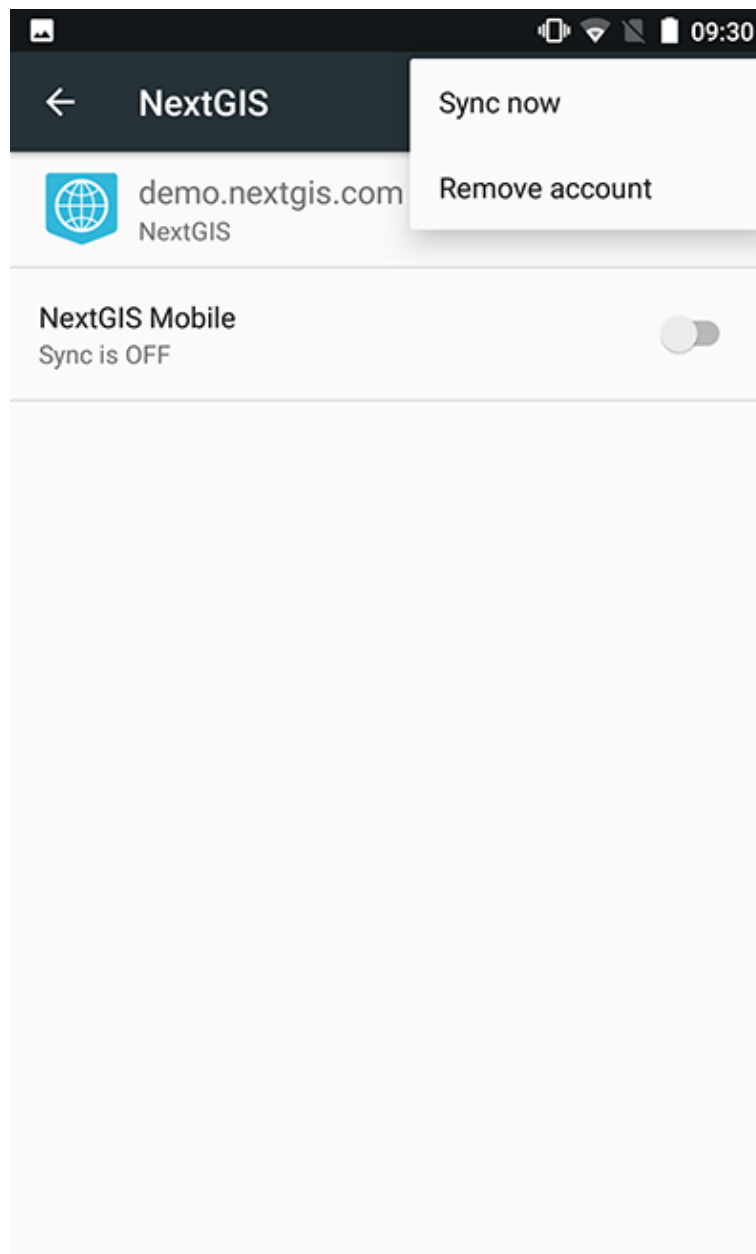 09:30
NextGIS
Sync now
Remove account
demo.nextgis.com
NextGIS
NextGIS Mobile
Sync is OFF